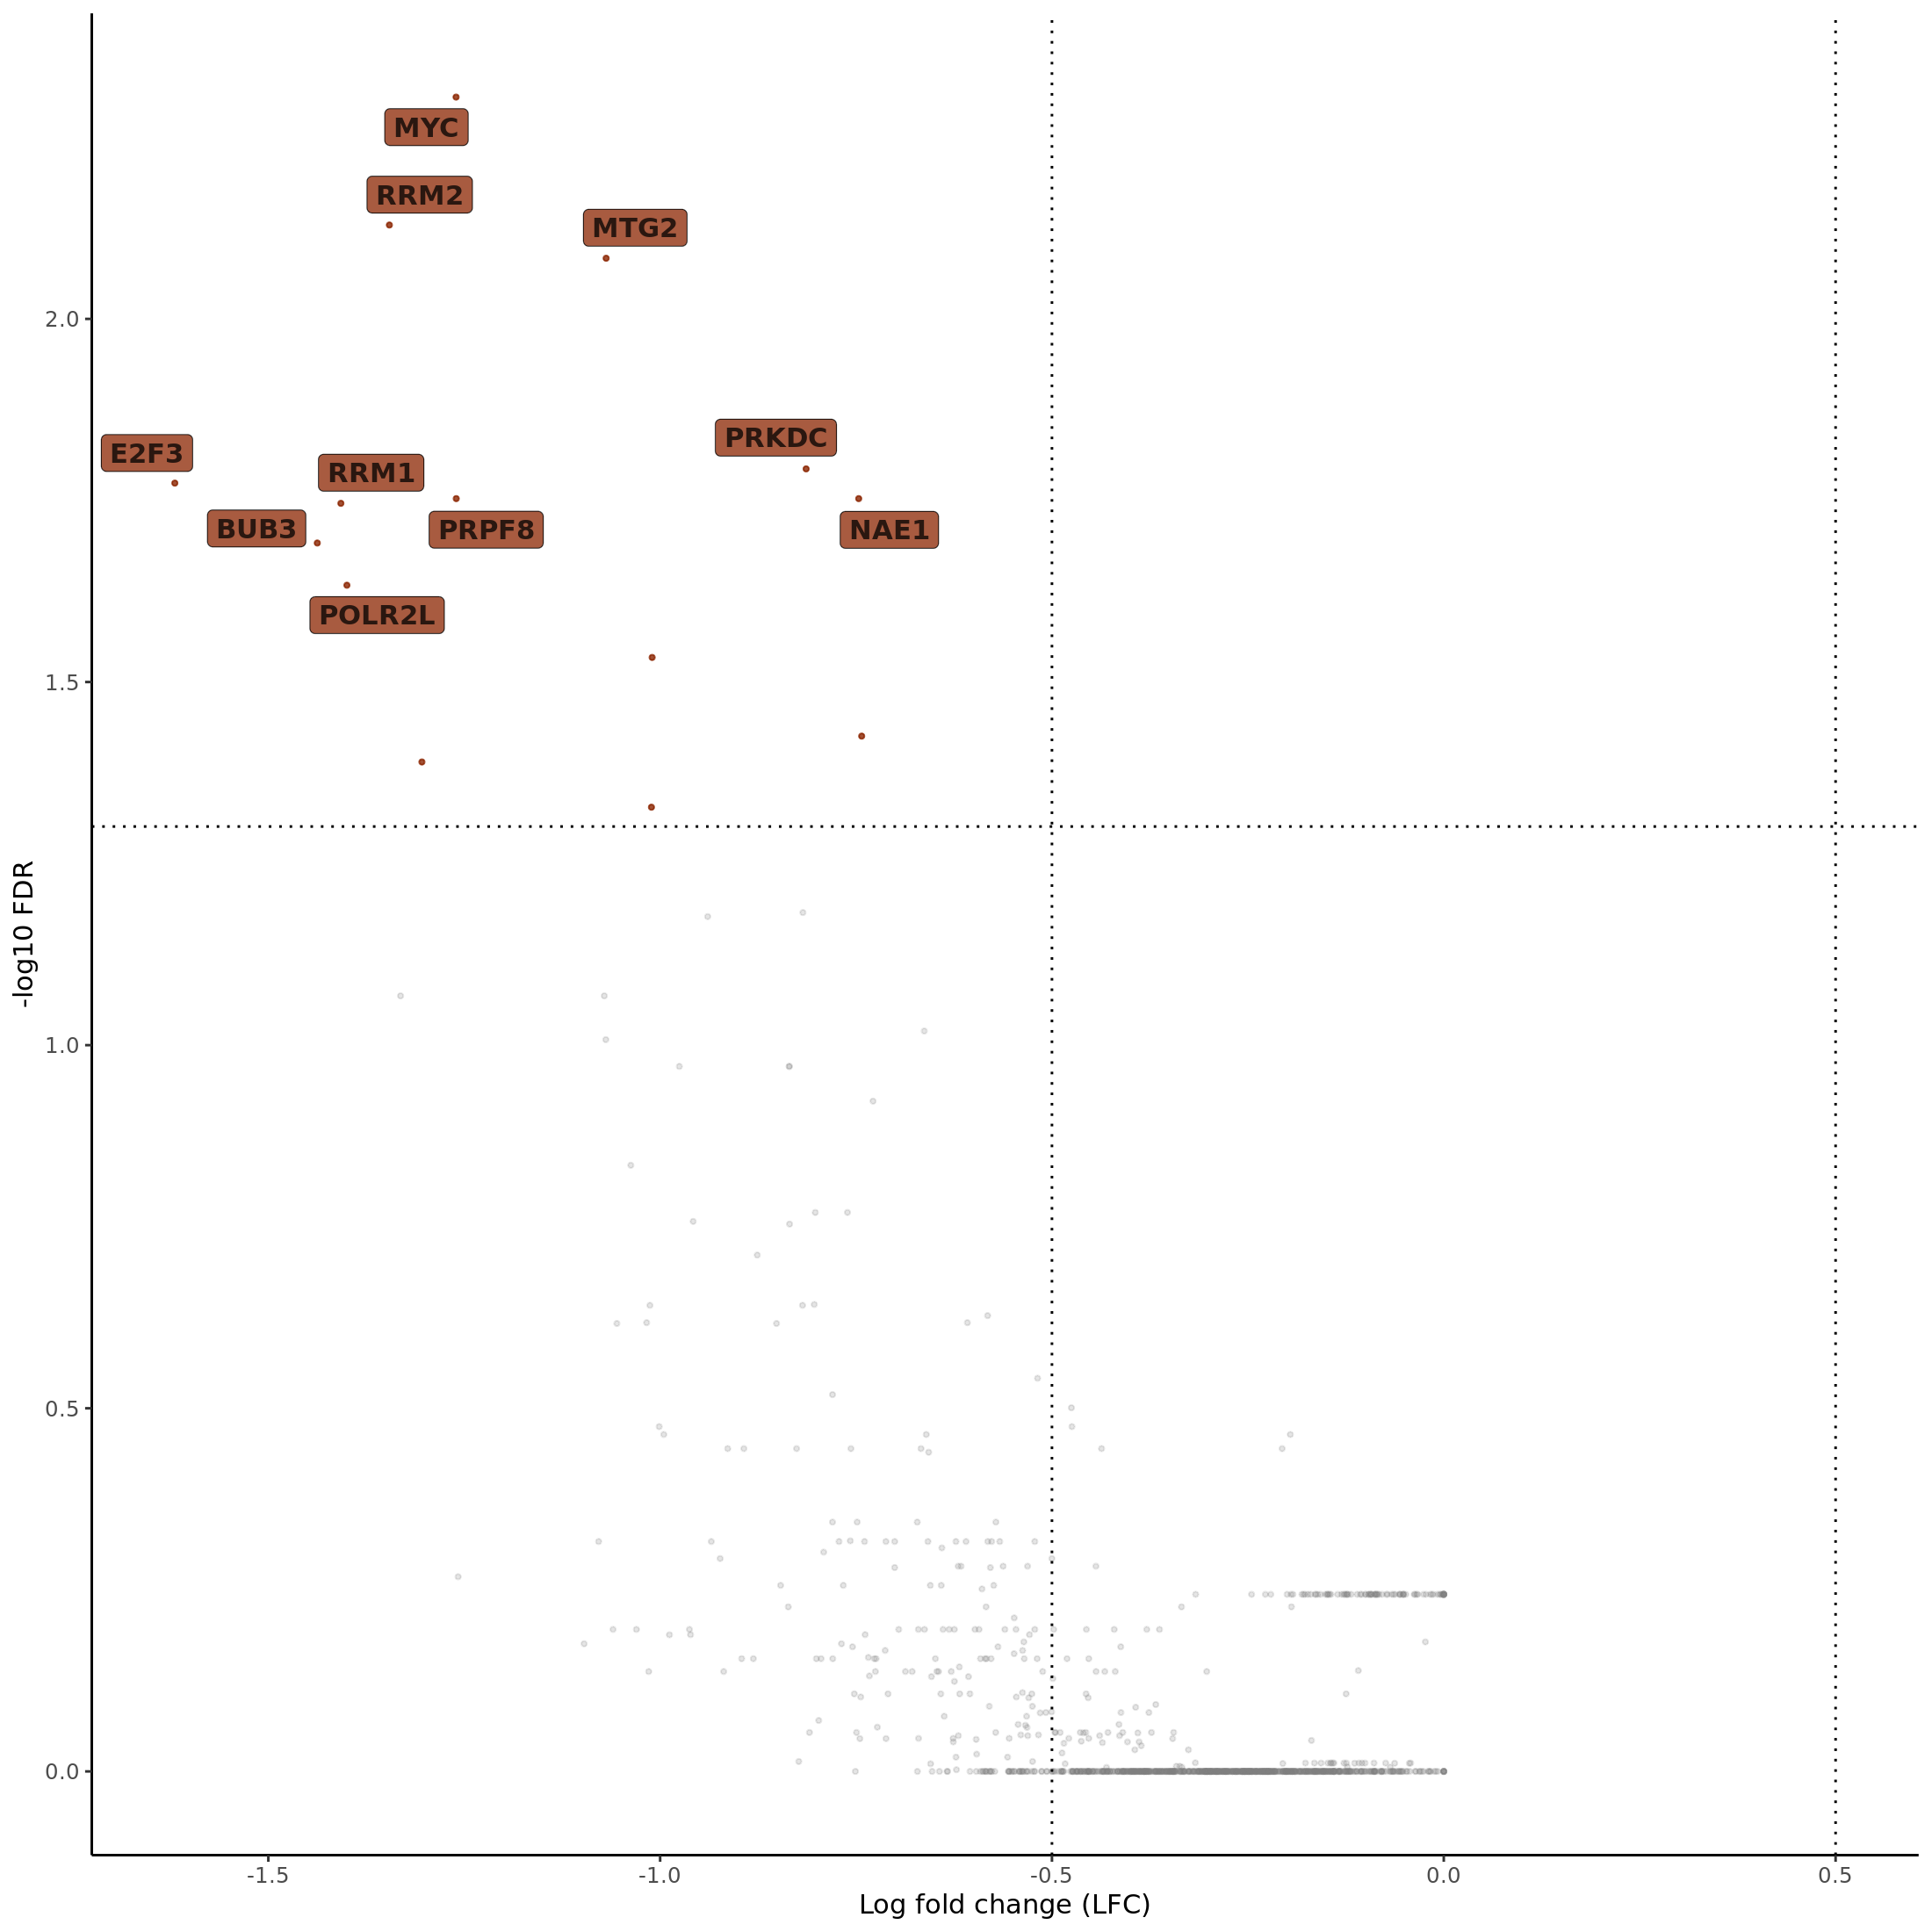 MYC
RRM2
MTG2
2.0
PRKDC
E2F3
RRM1
BUB3
PRPF8
NAE1
POLR2L
1.5
1.0
0.5
0.0
-log10 FDR
-1.5
-1.0
-0.5
0.0
0.5
Log fold change (LFC)